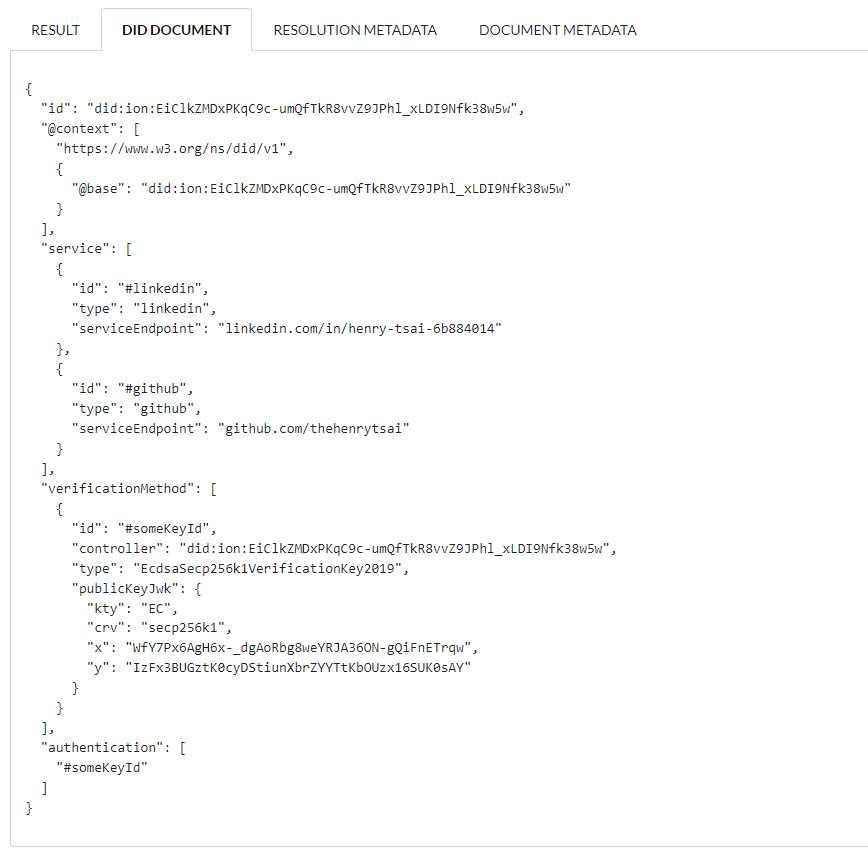 RESULT DID DOCUMENT RESOLUTION METADATA DOCUMENT METADATA
{
  "id": "did:ion:EiClkZMDxPKqC9c-umQfTkR8vvZ9JPhl_xLDI9Nfk38w5w",
  "@context": [
    "https://www.w3.org/ns/did/v1",
    {
      "@base": "did:ion:EiClkZMDxPKqC9c-umQfTkR8vvZ9JPhl_xLDI9Nfk38w5w"
    }
  ],
  "service": [
    {
      "id": "#linkedin",
      "type": "linkedin",
      "serviceEndpoint": "linkedin.com/in/henry-tsai-6b884014"
    },
    {
      "id": "#github",
      "type": "github",
      "serviceEndpoint": "github.com/thehenrytsai"
    }
  ],
  "verificationMethod": [
    {
      "id": "#someKeyId",
      "controller": "did:ion:EiClkZMDxPKqC9c-umQfTkR8vvZ9JPhl_xLDI9Nfk38w5w",
      "type": "EcdsaSecp256k1VerificationKey2019",
      "publicKeyJwk": {
        "kty": "EC",
        "crv": "secp256k1",
        "x": "WfY7Px6AgH6x-_dgAoRbg8weYRJA36ON-gQiFnETrqw",
        "y": "IzFx3BUGztK0cyDStiunXbrZYYTtKbOUzx16SUK0sAY"
      }
    }
  ],
  "authentication": [
    "#someKeyId"
  ]
}